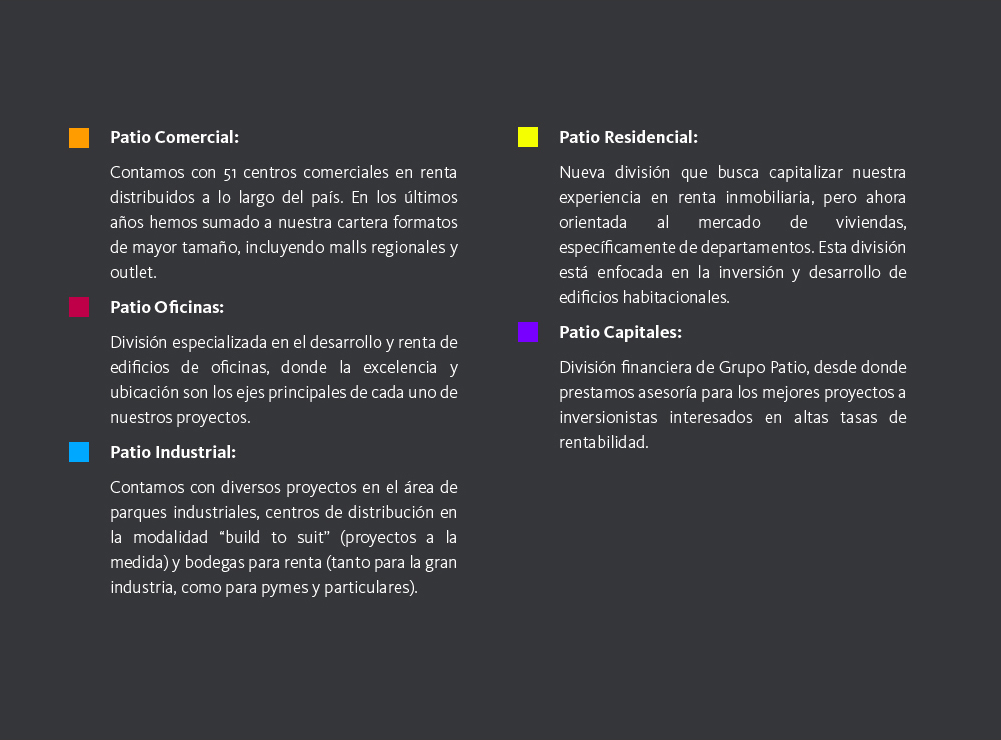 Patio Comercial:
Contamos con 51 centros comerciales en renta
distribuidos a lo largo del país. En los últimos
años hemos sumado a nuestra cartera formatos
de mayor tamaño, incluyendo malls regionales y
outlet.
Patio Oficinas:
División especializada en el desarrollo y renta de
edificios de oficinas, donde la excelencia y
ubicación son los ejes principales de cada uno de
nuestros proyectos.
Patio Industrial:
Contamos con diversos proyectos en el área de
parques industriales, centros de distribución en
la modalidad “build to suit” (proyectos a la
medida) y bodegas para renta (tanto para la gran
industria, como para pymes y particulares).
Patio Residencial:
Nueva división que busca capitalizar nuestra
experiencia en renta inmobiliaria, pero ahora
orientada al mercado de viviendas,
específicamente de departamentos. Esta división
está enfocada en la inversión y desarrollo de
edificios habitacionales.
Patio Capitales:
División financiera de Grupo Patio, desde donde
prestamos asesoría para los mejores proyectos a
inversionistas interesados en altas tasas de
rentabilidad.